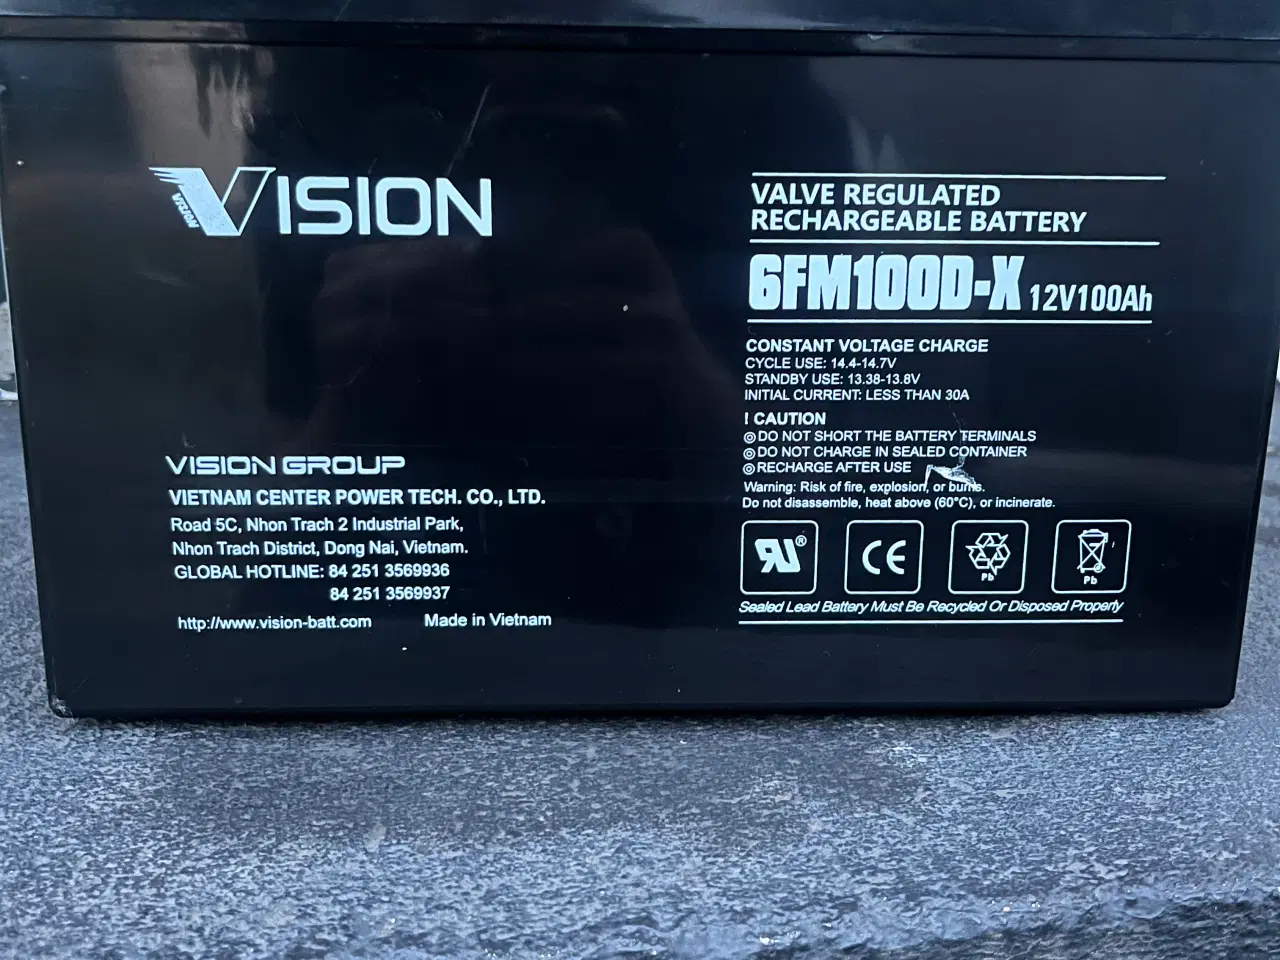 VISION
VISION
VALVE REGULATED
RECHARGEABLE BATTERY
6FM100D-X 12V100Ah
CONSTANT VOLTAGE CHARGE
CYCLE USE: 14.4-14.7V
STANDBY USE: 13.38-13.8V
INITIAL CURRENT: LESS THAN 30A
! CAUTION
◎DO NOT SHORT THE BATTERY TERMINALS
◎DO NOT CHARGE IN SEALED CONTAINER
◎RECHARGE AFTER USE
Warning: Risk of fire, explosion, or burns.
Do not disassemble, heat above (60°C), or incinerate.
VISION GROUP
VIETNAM CENTER POWER TECH. CO., LTD.
Road 5C, Nhon Trach 2 Industrial Park,
Nhon Trach District, Dong Nai, Vietnam.
GLOBAL HOTLINE: 84 251 3569936
84 251 3569937
http://www.vision-batt.com Made in Vietnam
RU® CE Pb Pb
Sealed Lead Battery Must Be Recycled Or Disposed Properly